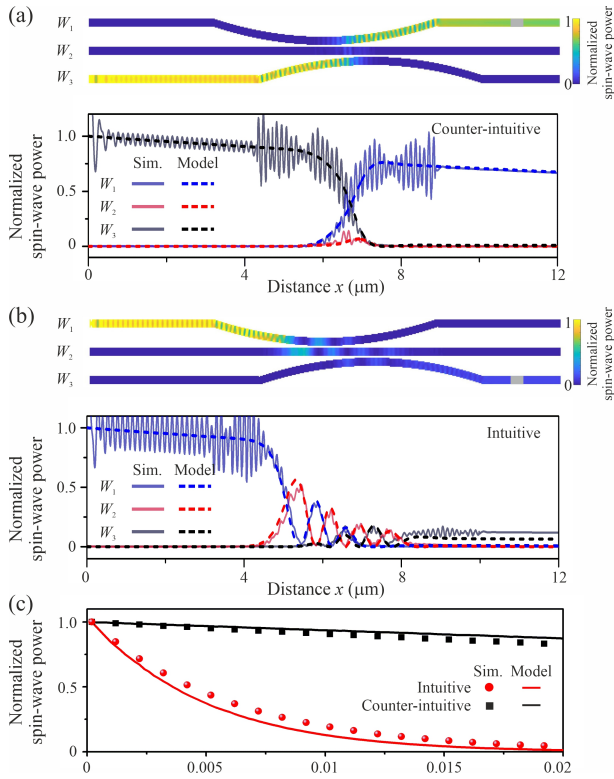 (a)
W1
W2
W3
1
0
Normalized
spin-wave power
Counter-intuitive
Sim. Model
W1
W2
W3
1.0
0.5
0
Normalized
spin-wave power
0 4 8 12
Distance x (μm)
(b)
W1
W2
W3
1
0
Normalized
spin-wave power
Intuitive
Sim. Model
W1
W2
W3
1.0
0.5
0
Normalized
spin-wave power
0 4 8 12
Distance x (μm)
(c)
1.0
0.5
0
Normalized
spin-wave power
Sim. Model
Intuitive
Counter-intuitive
0 0.005 0.01 0.015 0.02